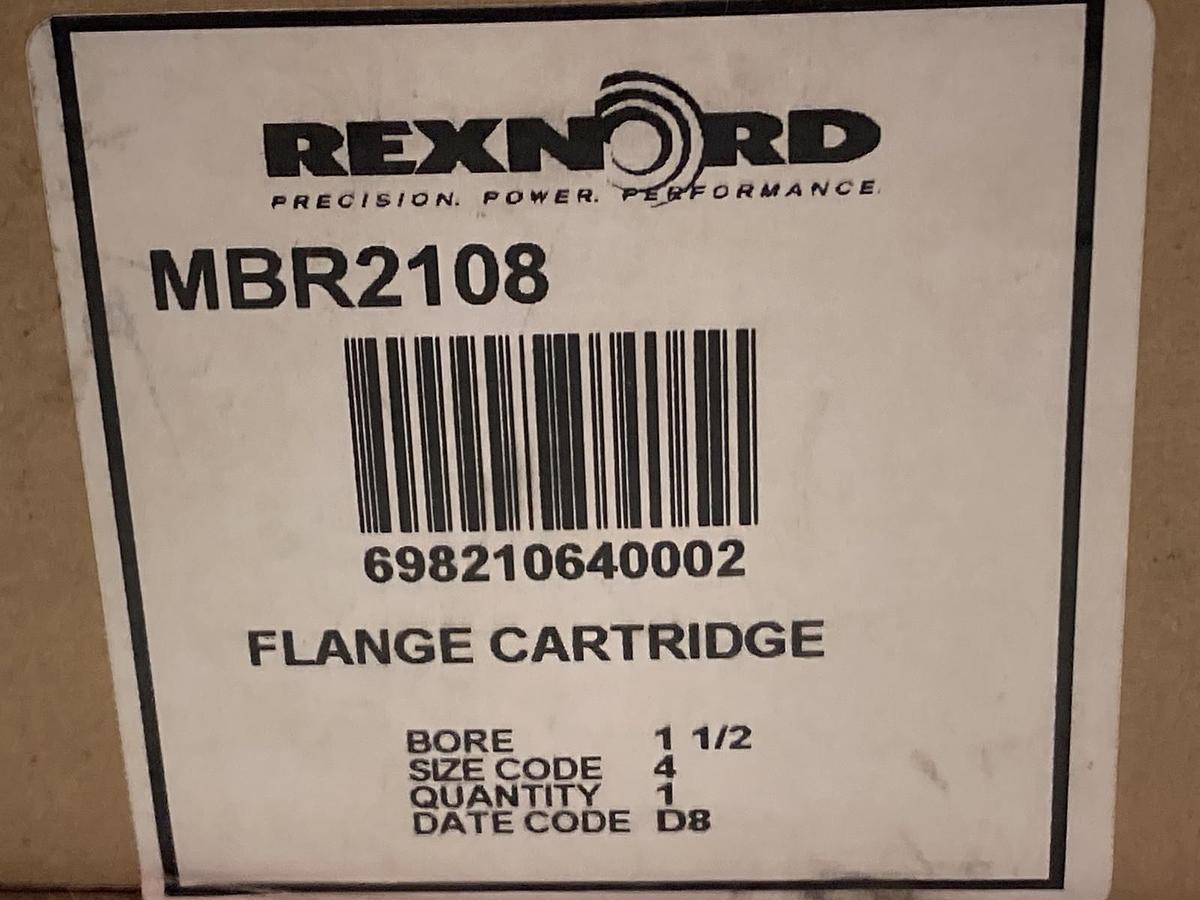 REXNORD
PRECISION. POWER. PERFORMANCE.
MBR2108
698210640002
FLANGE CARTRIDGE
BORE 1 1/2
SIZE CODE 4
QUANTITY 1
DATE CODE D8